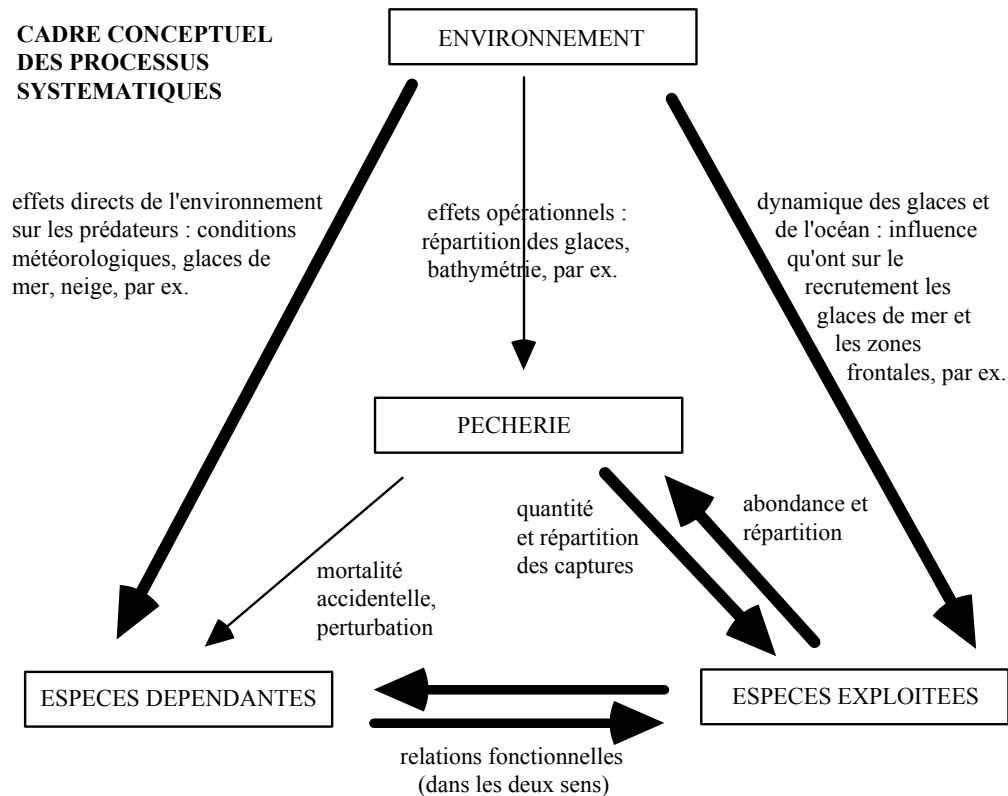 CADRE CONCEPTUEL
DES PROCESSUS
SYSTEMATIQUES
ENVIRONNEMENT
effets directs de l'environnement
sur les prédateurs : conditions
météorologiques, glaces de
mer, neige, par ex.
effets opérationnels :
répartition des glaces,
bathymétrie, par ex.
dynamique des glaces et
de l'océan : influence
qu'ont sur le
recrutement les
glaces de mer et
les zones
frontales, par ex.
PECHERIE
quantité
et répartition
des captures
abondance et
répartition
mortalité
accidentelle,
perturbation
ESPÈCES DEPENDANTES
ESPÈCES EXPLOITEES
relations fonctionnelles
(dans les deux sens)